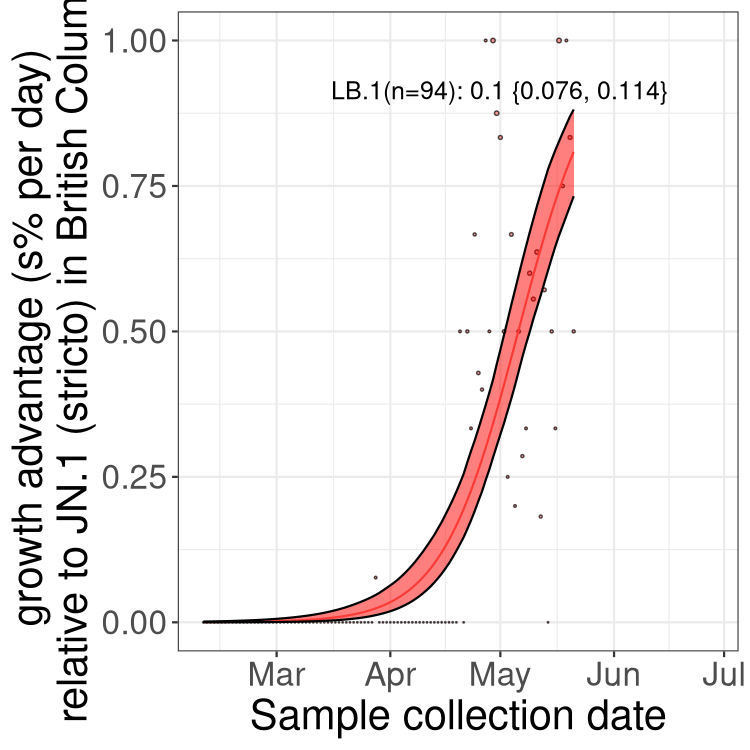 growth advantage (s% per day)
relative to JN.1 (stricto) in British Colum
1.00
0.75
0.50
0.25
0.00
LB.1(n=94): 0.1 {0.076, 0.114}
Mar Apr May Jun Jul
Sample collection date